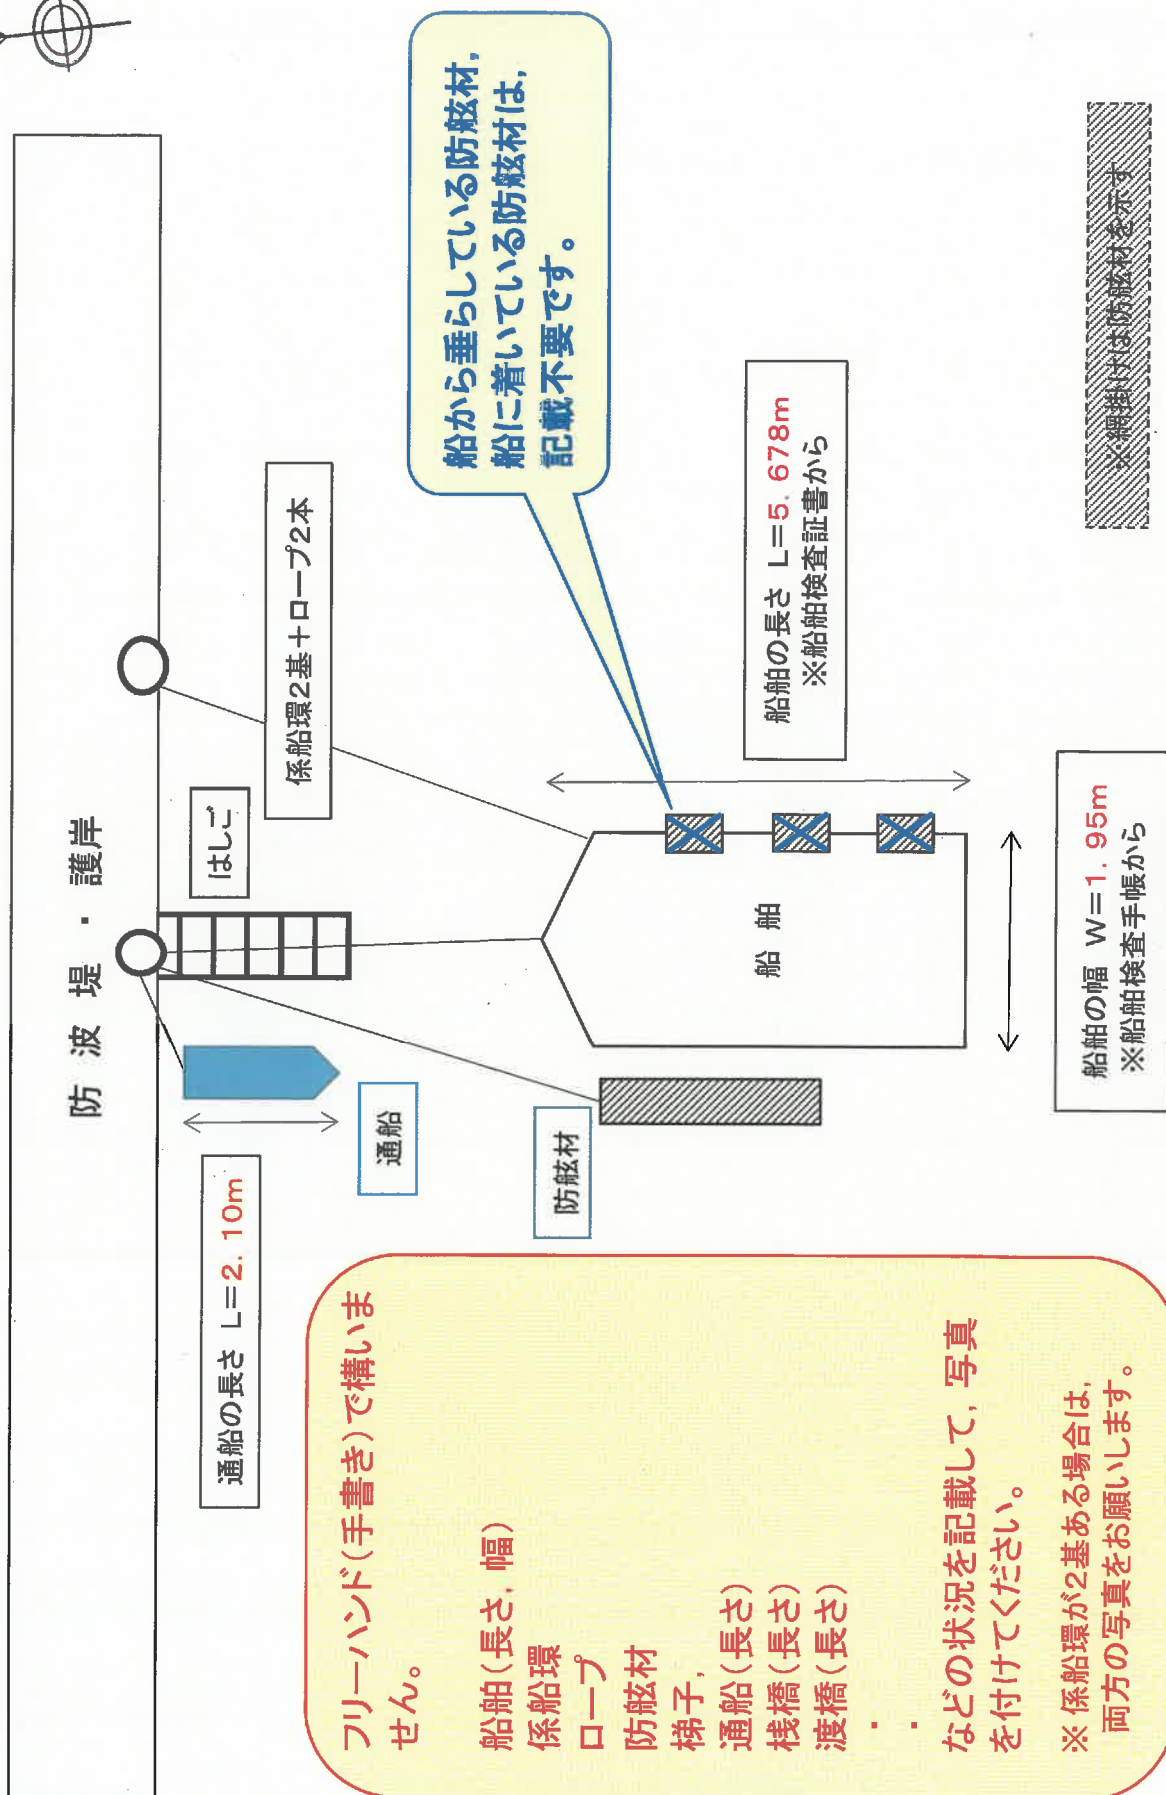 防波堤・護岸
通船の長さ L=2.10m
通船
はしご
係船環2基+ロープ2本
防舷材
船舶
船から垂らしている防舷材,
船に着いている防舷材は,
記載不要です。
船舶の長さ L=5.678m
※船舶検査証書から
船舶の幅 W=1.95m
※船舶検査手帳から
※網掛けは防舷材を示す
フリーハンド(手書き)で構いま
せん。
船舶(長さ,幅)
係船環
ロープ
防舷材
梯子,
通船(長さ)
桟橋(長さ)
渡橋(長さ)
・
・
などの状況を記載して,写真
を付けてください。
※係船環が2基ある場合は,
両方の写真をお願いします。